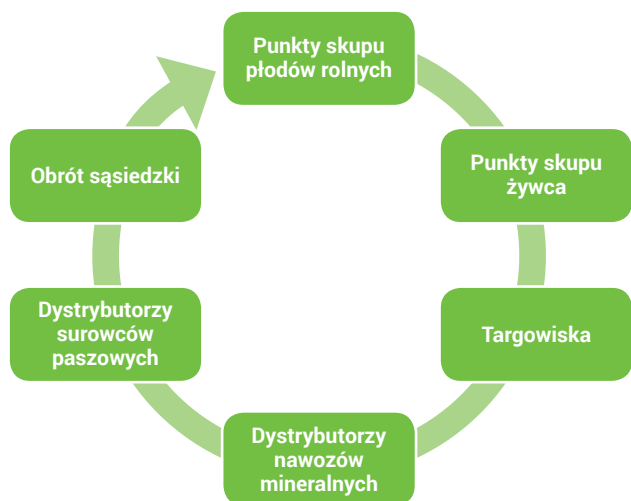 Punkty skupu
płodów rolnych
Punkty skupu
żywca
Targowiska
Dystrybutorzy
nawozów
mineralnych
Dystrybutorzy
surowców
paszowych
Obrót sąsiedzki